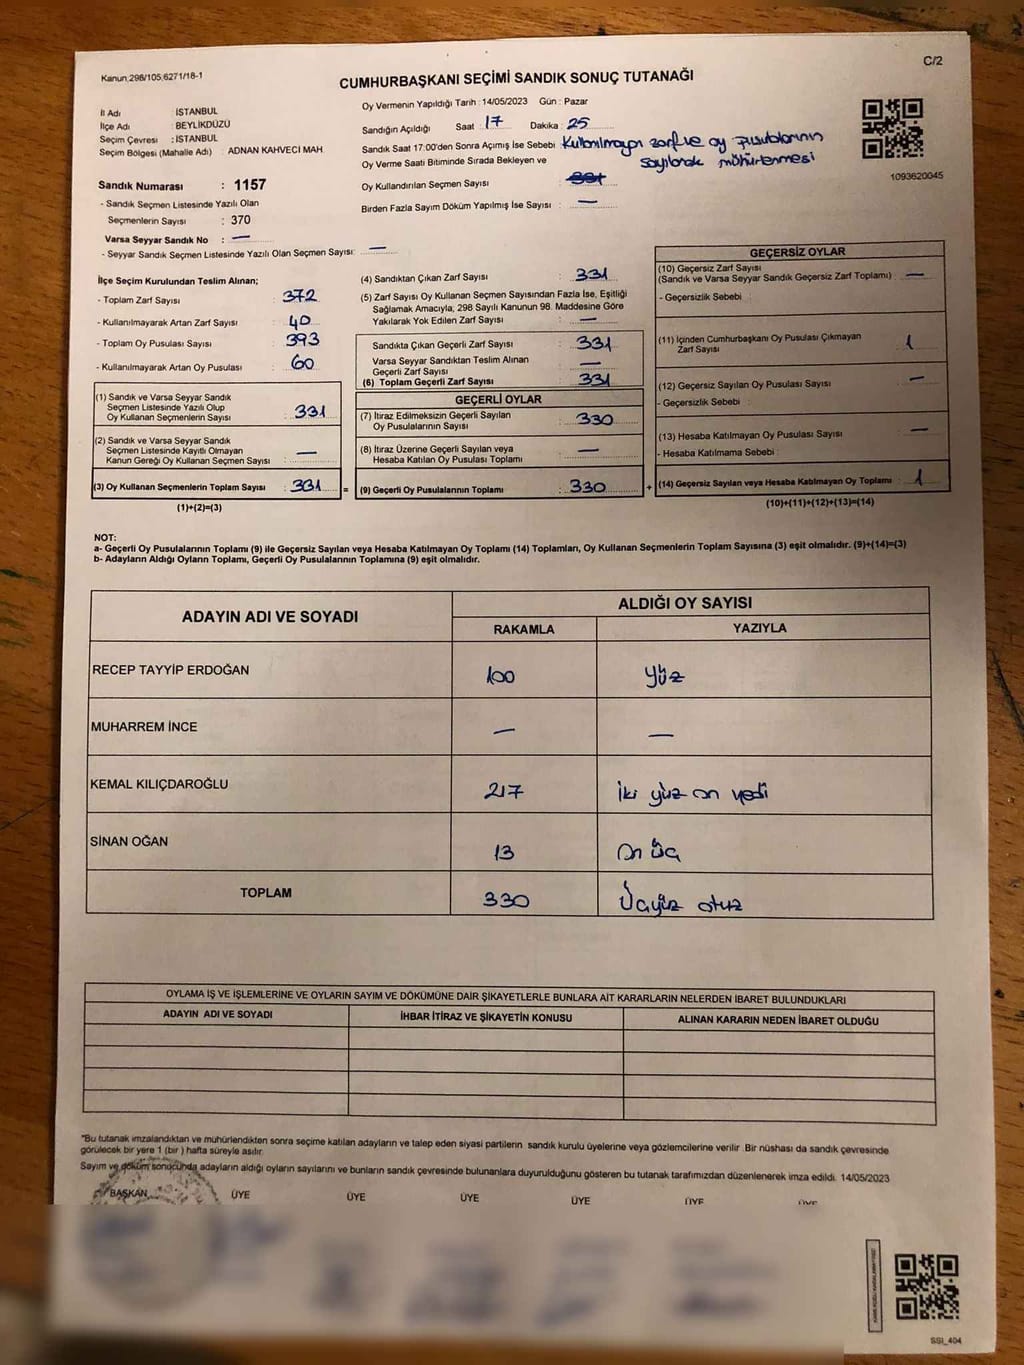 Kanun,298/105,6271/18-1
C/2
CUMHURBAŞKANI SEÇİMİ SANDIK SONUÇ TUTANAĞI
İl Adı : İSTANBUL
İlçe Adı : BEYLİKDÜZÜ
Seçim Çevresi : İSTANBUL
Seçim Bölgesi (Mahalle Adı) : ADNAN KAHVECİ MAH.
Sandık Numarası : 1157
- Sandık Seçmen Listesinde Yazılı Olan
Seçmenlerin Sayısı : 370
Varsa Seyyar Sandık No : —
- Seyyar Sandık Seçmen Listesinde Yazılı Olan Seçmen Sayısı: —
Oy Vermenin Yapıldığı Tarih : 14/05/2023 Gün : Pazar
Sandığın Açıldığı Saat : 17 Dakika : 25
Sandık Saat 17:00'den Sonra Açımış İse Sebebi : Kullanılmayan zarf ve oy pusulalarının
Oy Verme Saati Bitiminde Sırada Bekleyen ve sayılarak mühürlenmesi
Oy Kullandırılan Seçmen Sayısı
Birden Fazla Sayım Döküm Yapılmış İse Sayısı : —
1093620045
İlçe Seçim Kurulundan Teslim Alınan;
- Toplam Zarf Sayısı : 372
- Kullanılmayarak Artan Zarf Sayısı : 40
- Toplam Oy Pusulası Sayısı : 393
- Kullanılmayarak Artan Oy Pusulası : 60
(1) Sandık ve Varsa Seyyar Sandık
Seçmen Listesinde Yazılı Olup
Oy Kullanan Seçmenlerin Sayısı : 331
(2) Sandık ve Varsa Seyyar Sandık
Seçmen Listesinde Kayıtlı Olmayan
Kanun Gereği Oy Kullanan Seçmen Sayısı : —
(3) Oy Kullanan Seçmenlerin Toplam Sayısı : 331 =
(1)+(2)=(3)
(4) Sandıktan Çıkan Zarf Sayısı : 331
(5) Zarf Sayısı Oy Kullanan Seçmen Sayısından Fazla İse, Eşitliği
Sağlamak Amacıyla, 298 Sayılı Kanunun 98. Maddesine Göre
Yakılarak Yok Edilen Zarf Sayısı : —
Sandıkta Çıkan Geçerli Zarf Sayısı : 331
Varsa Seyyar Sandıktan Teslim Alınan
Geçerli Zarf Sayısı : —
(6) Toplam Geçerli Zarf Sayısı : 331
GEÇERLİ OYLAR
(7) İtiraz Edilmeksizin Geçerli Sayılan
Oy Pusulalarının Sayısı : 330
(8) İtiraz Üzerine Geçerli Sayılan veya
Hesaba Katılan Oy Pusulası Toplamı : —
(9) Geçerli Oy Pusulalarının Toplamı : 330 +
GEÇERSİZ OYLAR
(10) Geçersiz Zarf Sayısı
(Sandık ve Varsa Seyyar Sandık Geçersiz Zarf Toplamı) : —
- Geçersizlik Sebebi :
(11) İçinden Cumhurbaşkanı Oy Pusulası Çıkmayan
Zarf Sayısı : 1
(12) Geçersiz Sayılan Oy Pusulası Sayısı : —
- Geçersizlik Sebebi :
(13) Hesaba Katılmayan Oy Pusulası Sayısı : —
- Hesaba Katılmama Sebebi :
(14) Geçersiz Sayılan veya Hesaba Katılmayan Oy Toplamı : 1
(10)+(11)+(12)+(13)=(14)
NOT:
a- Geçerli Oy Pusulalarının Toplamı (9) ile Geçersiz Sayılan veya Hesaba Katılmayan Oy Toplamı (14) Toplamları, Oy Kullanan Seçmenlerin Toplam Sayısına (3) eşit olmalıdır. (9)+(14)=(3)
b- Adayların Aldığı Oyların Toplamı, Geçerli Oy Pusulalarının Toplamına (9) eşit olmalıdır.
ADAYIN ADI VE SOYADI
ALDIĞI OY SAYISI
RAKAMLA YAZIYLA
RECEP TAYYİP ERDOĞAN 100 Yüz
MUHARREM İNCE — —
KEMAL KILIÇDAROĞLU 217 İki yüz on yedi
SİNAN OĞAN 13 On üç
TOPLAM 330 Üçyüz otuz
OYLAMA İŞ VE İŞLEMLERİNE VE OYLARIN SAYIM VE DÖKÜMÜNE DAİR ŞİKAYETLERLE BUNLARA AİT KARARLARIN NELERDEN İBARET BULUNDUKLARI
ADAYIN ADI VE SOYADI İHBAR İTİRAZ VE ŞİKAYETİN KONUSU ALINAN KARARIN NEDEN İBARET OLDUĞU
"Bu tutanak imzalandıktan ve mühürlendikten sonra seçime katılan adayların ve talep eden siyasi partilerin sandık kurulu üyelerine veya gözlemcilerine verilir. Bir nüshası da sandık çevresinde
görülecek bir yere 1 (bir ) hafta süreyle asılır.
Sayım ve döküm sonucunda adayların aldığı oyların sayılarını ve bunların sandık çevresinde bulunanlara duyurulduğunu gösteren bu tutanak tarafımızdan düzenlenerek imza edildi. 14/05/2023
BAŞKAN ÜYE ÜYE ÜYE ÜYE ÜYE ÜYE
SSI_404